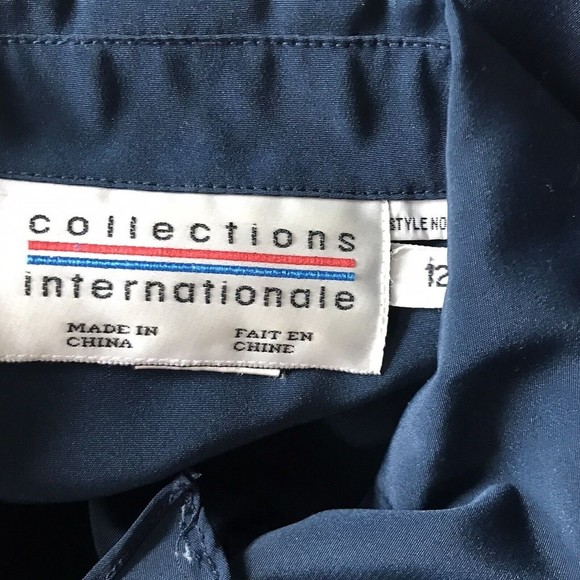 collections
internationale
MADE IN
CHINA
FAIT EN
CHINE
STYLE NO
12